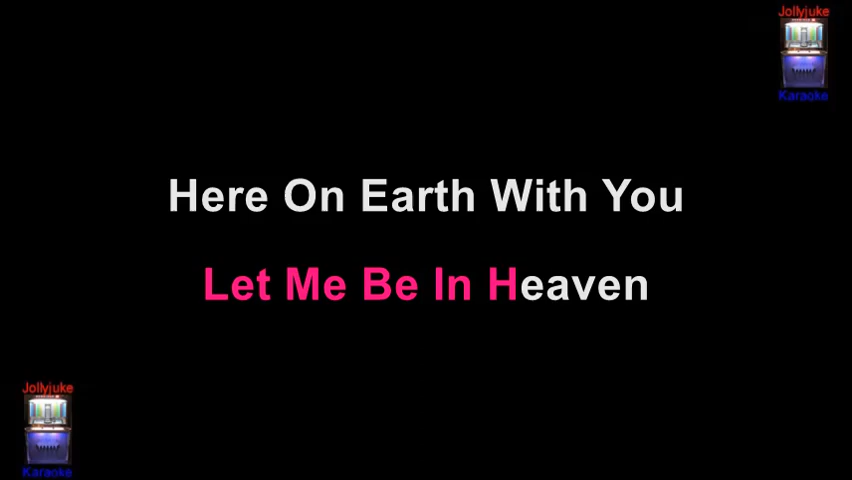 Jollyjuke
Karaoke
Here On Earth With You
Let Me Be In Heaven
Jollyjuke
Karaoke